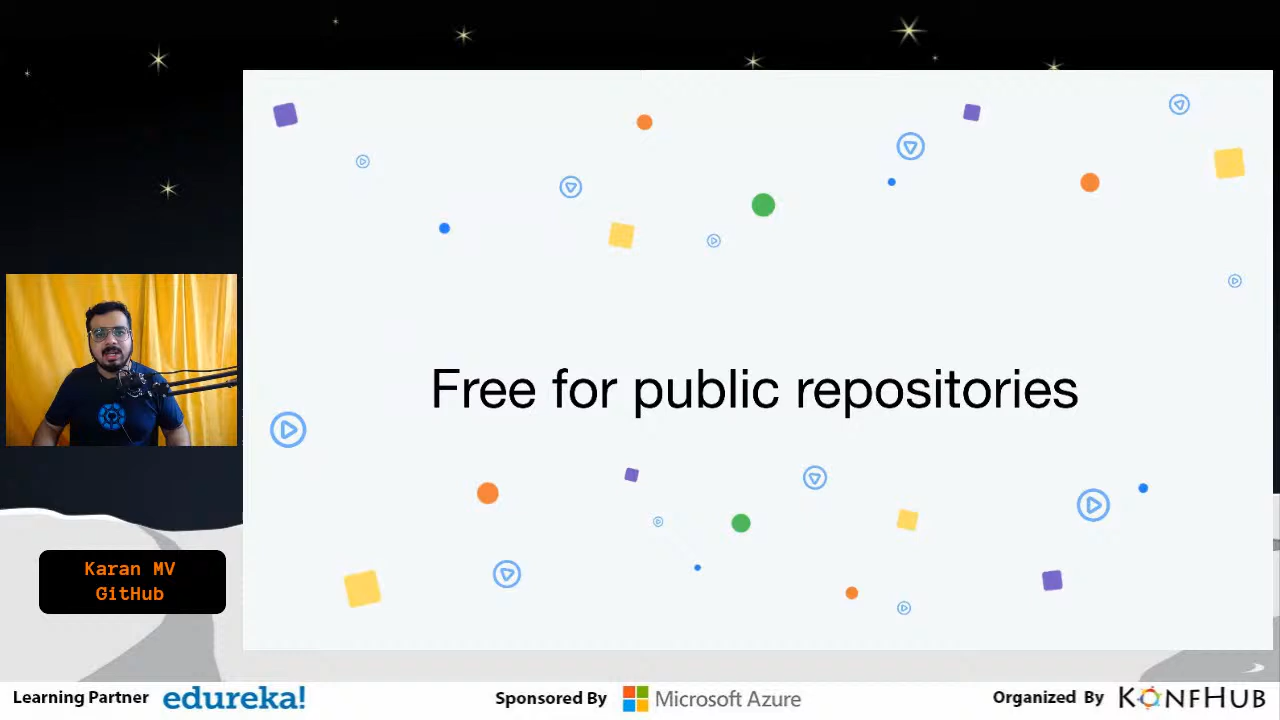 Free for public repositories
Karan MV
GitHub
Learning Partner edureka!
Sponsored By Microsoft Azure
Organized By KONFHUB